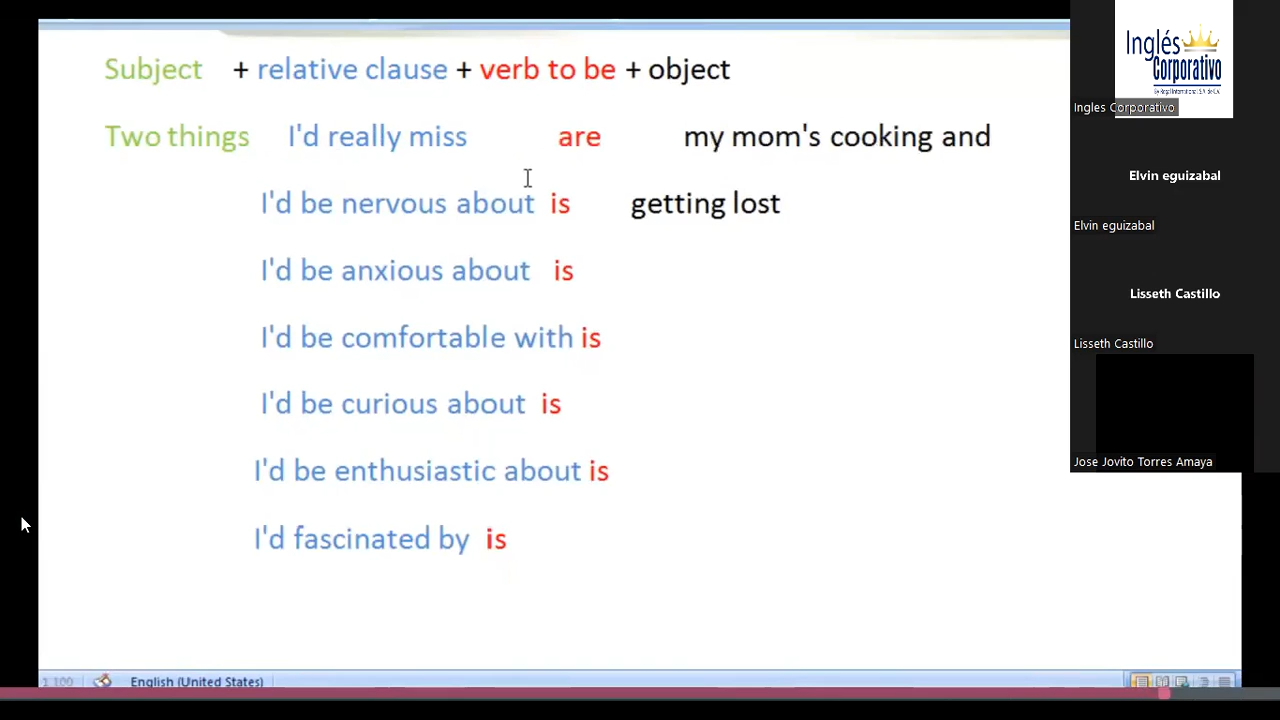 Subject + relative clause + verb to be + object
Two things I'd really miss are my mom's cooking and
I'd be nervous about is getting lost
I'd be anxious about is
I'd be comfortable with is
I'd be curious about is
I'd be enthusiastic about is
I'd fascinated by is
1:100 English (United States)
Inglés
Corporativo
Ingles Corporativo
Elvin eguizabal
Elvin eguizabal
Lisseth Castillo
Lisseth Castillo
Jose Jovito Torres Amaya